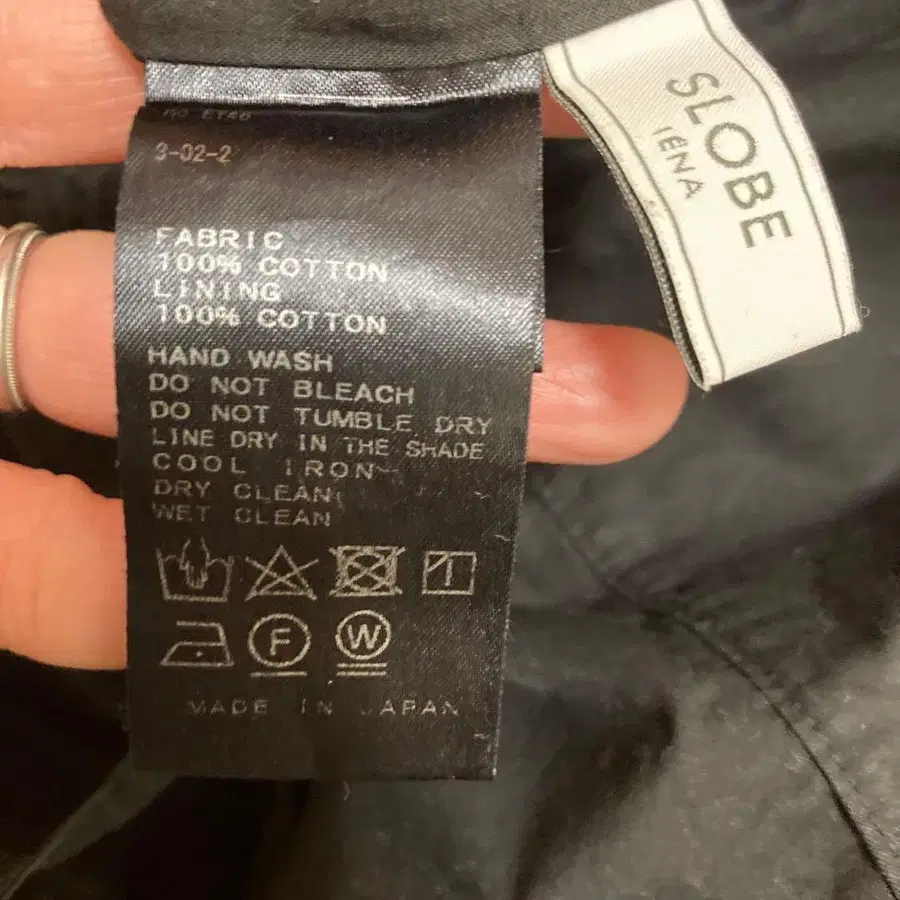 3-02-2
FABRIC
100% COTTON
LINING
100% COTTON
HAND WASH
DO NOT BLEACH
DO NOT TUMBLE DRY
LINE DRY IN THE SHADE
COOL IRON
DRY CLEAN
WET CLEAN
F
W
MADE IN JAPAN
SLOBE
IÉNA